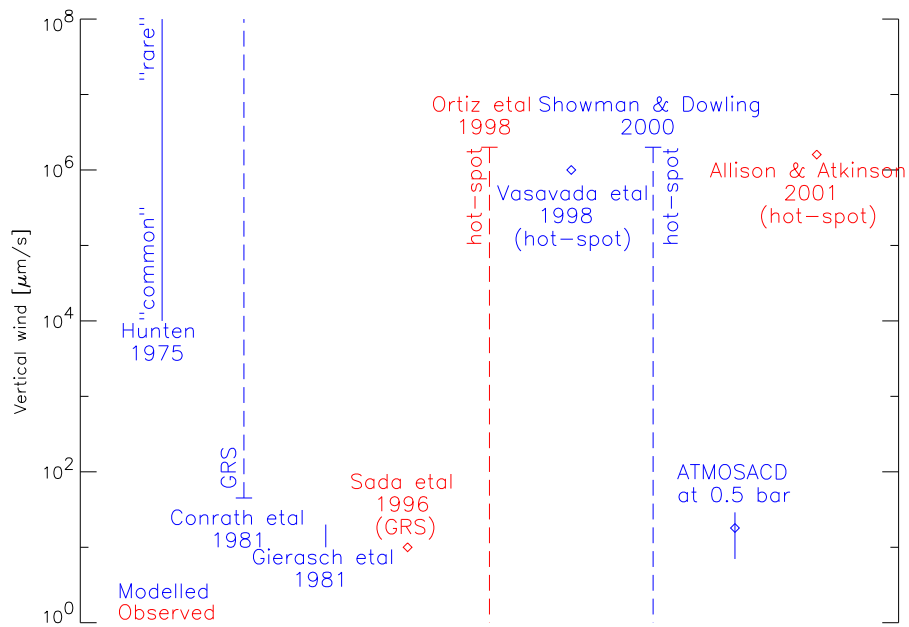 10^8
10^6
10^4
10^2
10^0
Vertical wind [μm/s]
"rare"
"common"
Hunten
1975
GRS
Conrath etal
1981
Gierasch etal
1981
Sada etal
1996
(GRS)
Ortiz etal
1998
hot-spot
Vasavada etal
1998
(hot-spot)
Showman & Dowling
2000
hot-spot
ATMOSACD
at 0.5 bar
Allison & Atkinson
2001
(hot-spot)
Modelled
Observed